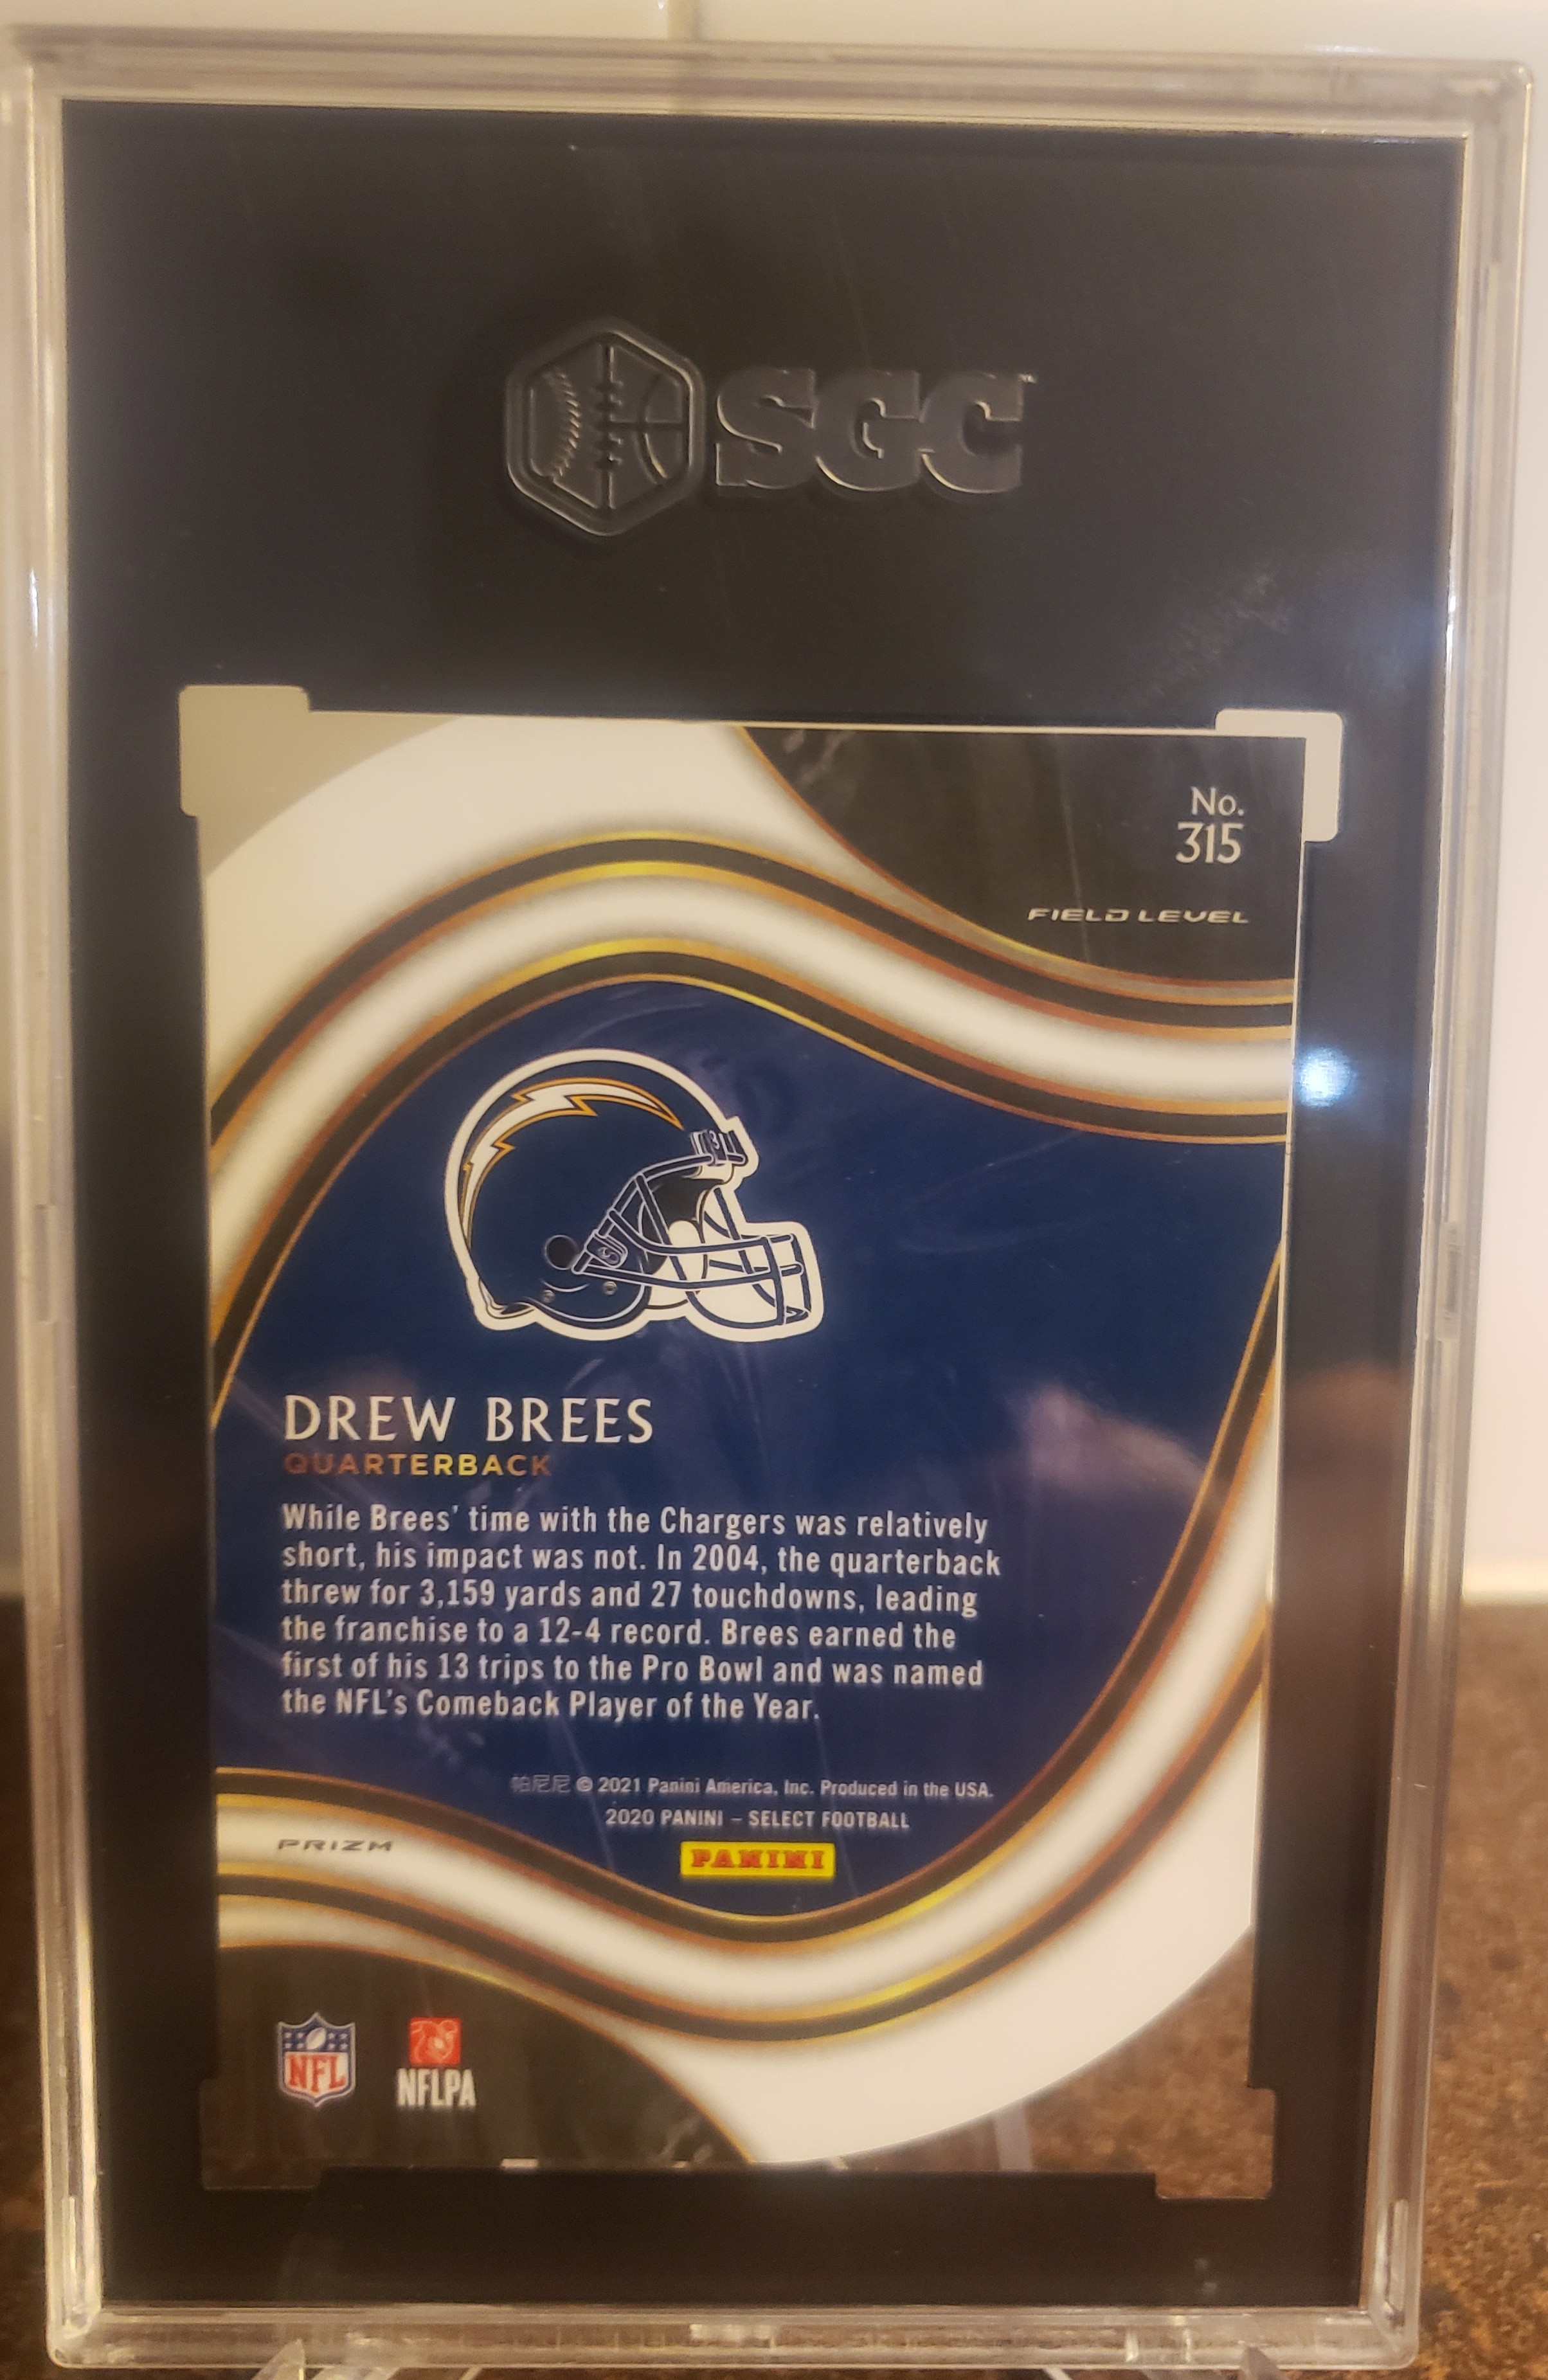 SGC™
No.
315
FIELD LEVEL
DREW BREES
QUARTERBACK
While Brees' time with the Chargers was relatively
short, his impact was not. In 2004, the quarterback
threw for 3,159 yards and 27 touchdowns, leading
the franchise to a 12-4 record. Brees earned the
first of his 13 trips to the Pro Bowl and was named
the NFL's Comeback Player of the Year.
帕尼尼 © 2021 Panini America, Inc. Produced in the USA.
2020 PANINI – SELECT FOOTBALL
PRIZM
PANINI
NFL
NFLPA